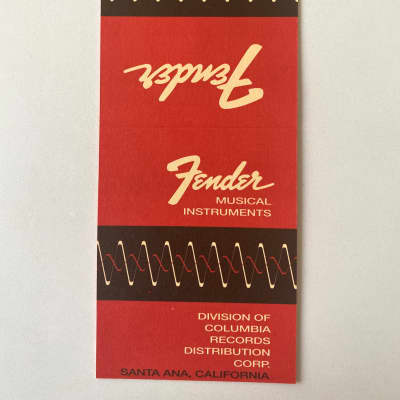 Fender
Fender
MUSICAL
INSTRUMENTS
DIVISION OF
COLUMBIA
RECORDS
DISTRIBUTION
CORP.
SANTA ANA, CALIFORNIA